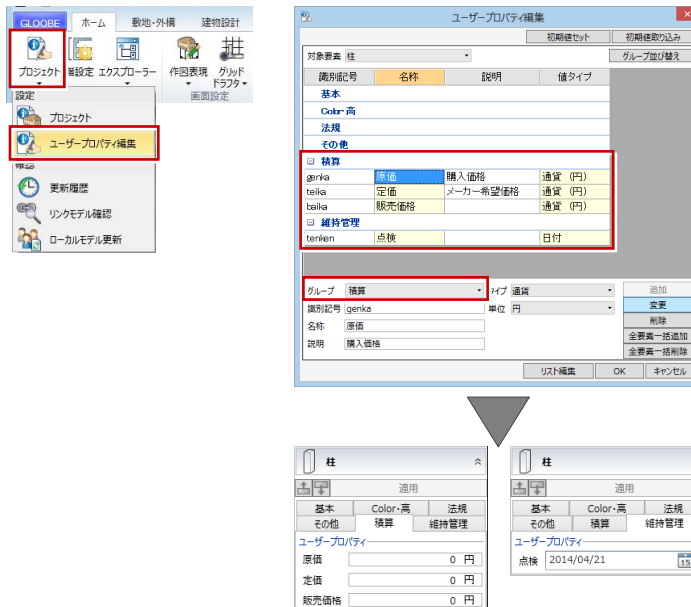 GLOOBE ホーム 敷地・外構 建物設計
プロジェクト 階設定 エクスプローラー 作図表現 グリッド
ドラフタ・
設定 画面設定
プロジェクト
ユーザープロパティ編集
確認
更新履歴
リンクモデル確認
ローカルモデル更新
ユーザープロパティ編集
初期値セット 初期値取り込み
対象要素 柱 グループ並び替え
識別記号 名称 説明 値タイプ
基本
Color・高
法規
その他
積算
genka 原価 購入価格 通貨（円）
teika 定価 メーカー希望価格 通貨（円）
baika 販売価格 通貨（円）
維持管理
tenken 点検 日付
グループ 積算 タイプ 通貨 追加
識別記号 genka 単位 円 変更
名称 原価 削除
説明 購入価格 全要素一括追加
全要素一括削除
リスト編集 OK キャンセル
柱
適用
基本 Color・高 法規
その他 積算 維持管理
ユーザープロパティ
原価 0 円
定価 0 円
販売価格 0 円
柱
適用
基本 Color・高 法規
その他 積算 維持管理
ユーザープロパティ
点検 2014/04/21 15